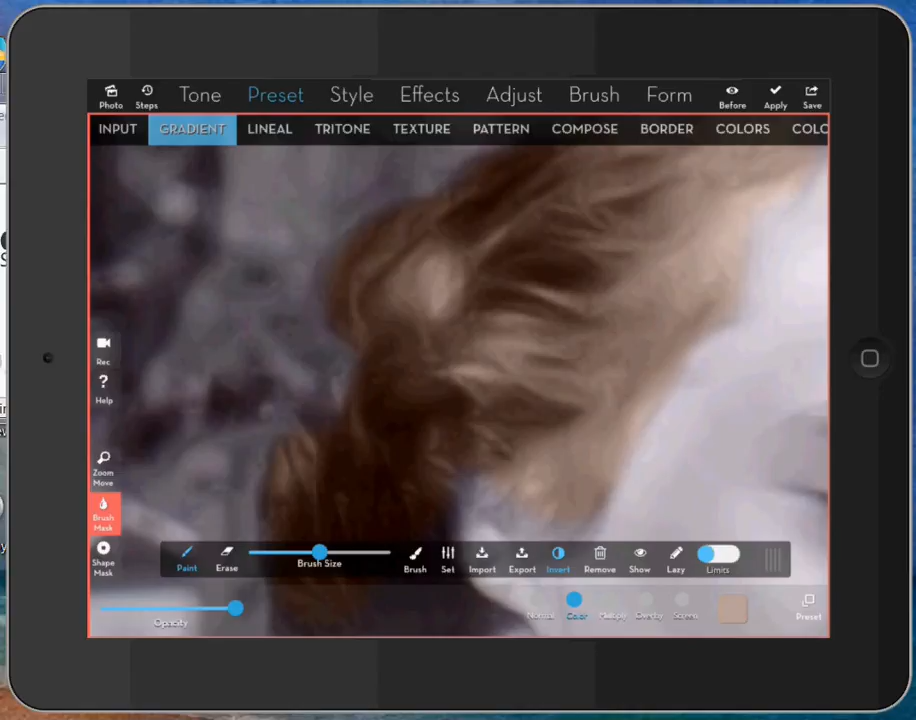 Photo Steps Tone Preset Style Effects Adjust Brush Form Before Apply Save
INPUT GRADIENT LINEAL TRITONE TEXTURE PATTERN COMPOSE BORDER COLORS COLO
Rec
Help
Zoom
Move
Brush
Mask
Shape
Mask
Paint Erase Brush Size Brush Set Import Export Invert Remove Show Lazy Limits
Opacity Normal Color Multiply Overlay Screen Preset